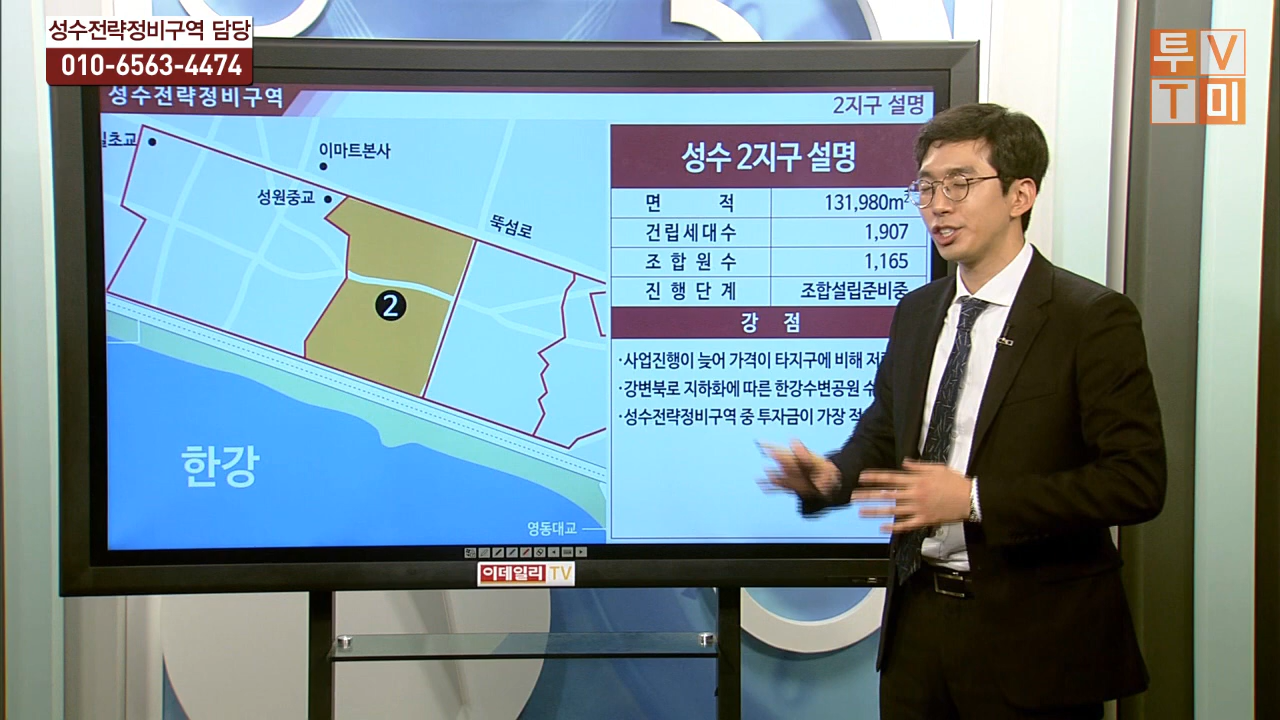 성수전략정비구역 담당
010-6563-4474
투V
T미
성수전략정비구역
2지구 설명
이마트본사
성원중교
뚝섬로
2
한강
영동대교
성수 2지구 설명
면 적 131,980m²
건립세대수 1,907
조합원수 1,165
진행단계 조합설립준비중
강 점
·사업진행이 늦어 가격이 타지구에 비해
·강변북로 지하화에 따른 한강수변공원
·성수전략정비구역 중 투자금이 가장
이데일리 TV